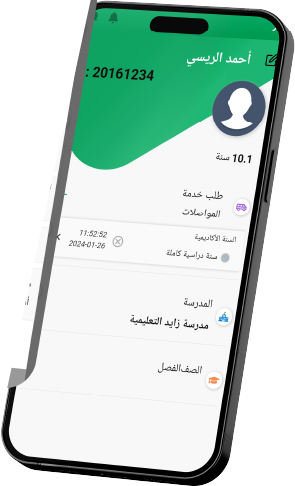 أحمد الريسي
: 20161234
10.1 سنة
طلب خدمة
المواصلات
السنة الأكاديمية
11:52:52
سنة دراسية كاملة
2024-01-26
المدرسة
مدرسة زايد التعليمية
الصف\الفصل